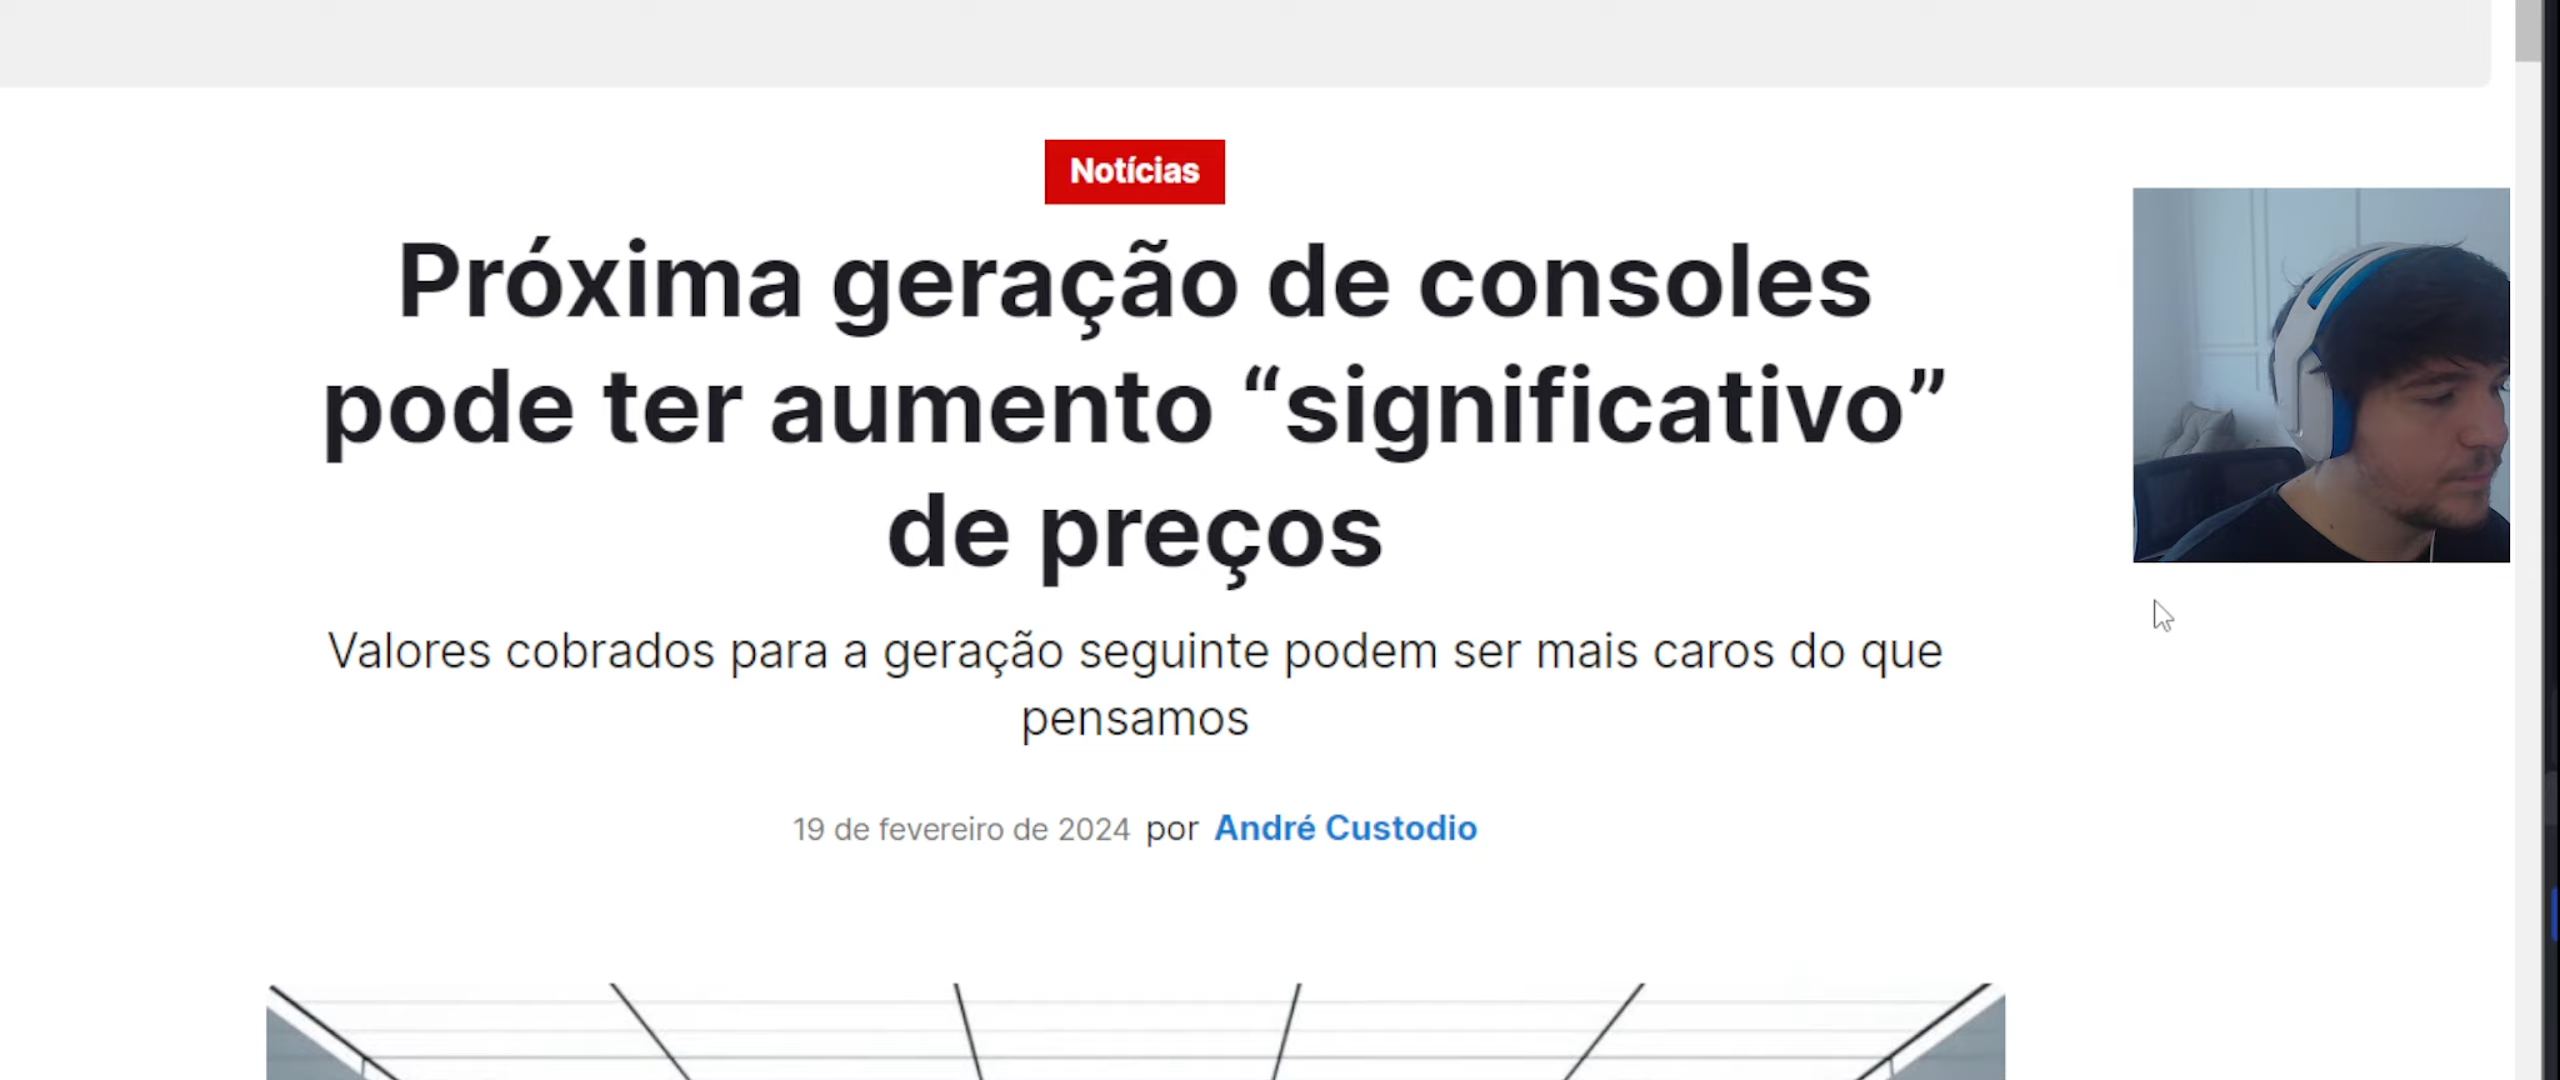 Notícias
Próxima geração de consoles
pode ter aumento “significativo”
de preços
Valores cobrados para a geração seguinte podem ser mais caros do que
pensamos
19 de fevereiro de 2024 por André Custodio